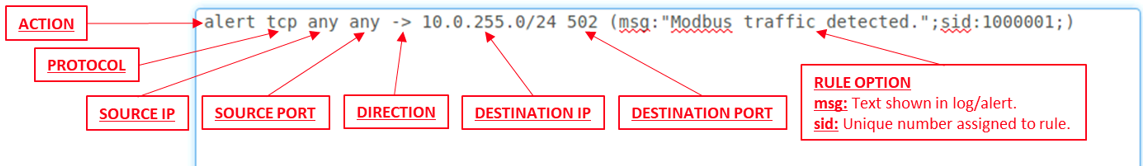 ACTION
alert tcp any any -> 10.0.255.0/24 502 (msg:"Modbus traffic detected.";sid:1000001;)
PROTOCOL
SOURCE IP
SOURCE PORT
DIRECTION
DESTINATION IP
DESTINATION PORT
RULE OPTION
msg: Text shown in log/alert.
sid: Unique number assigned to rule.